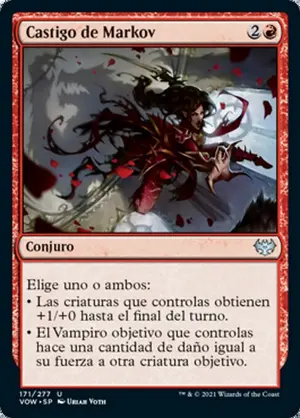 Castigo de Markov 2
Conjuro
Elige uno o ambos:
• Las criaturas que controlas obtienen
+1/+0 hasta el final del turno.
• El Vampiro objetivo que controlas
hace una cantidad de daño igual a
su fuerza a otra criatura objetivo.
171/277 U
VOW • SP Uriah Voth
™ & © 2021 Wizards of the Coast